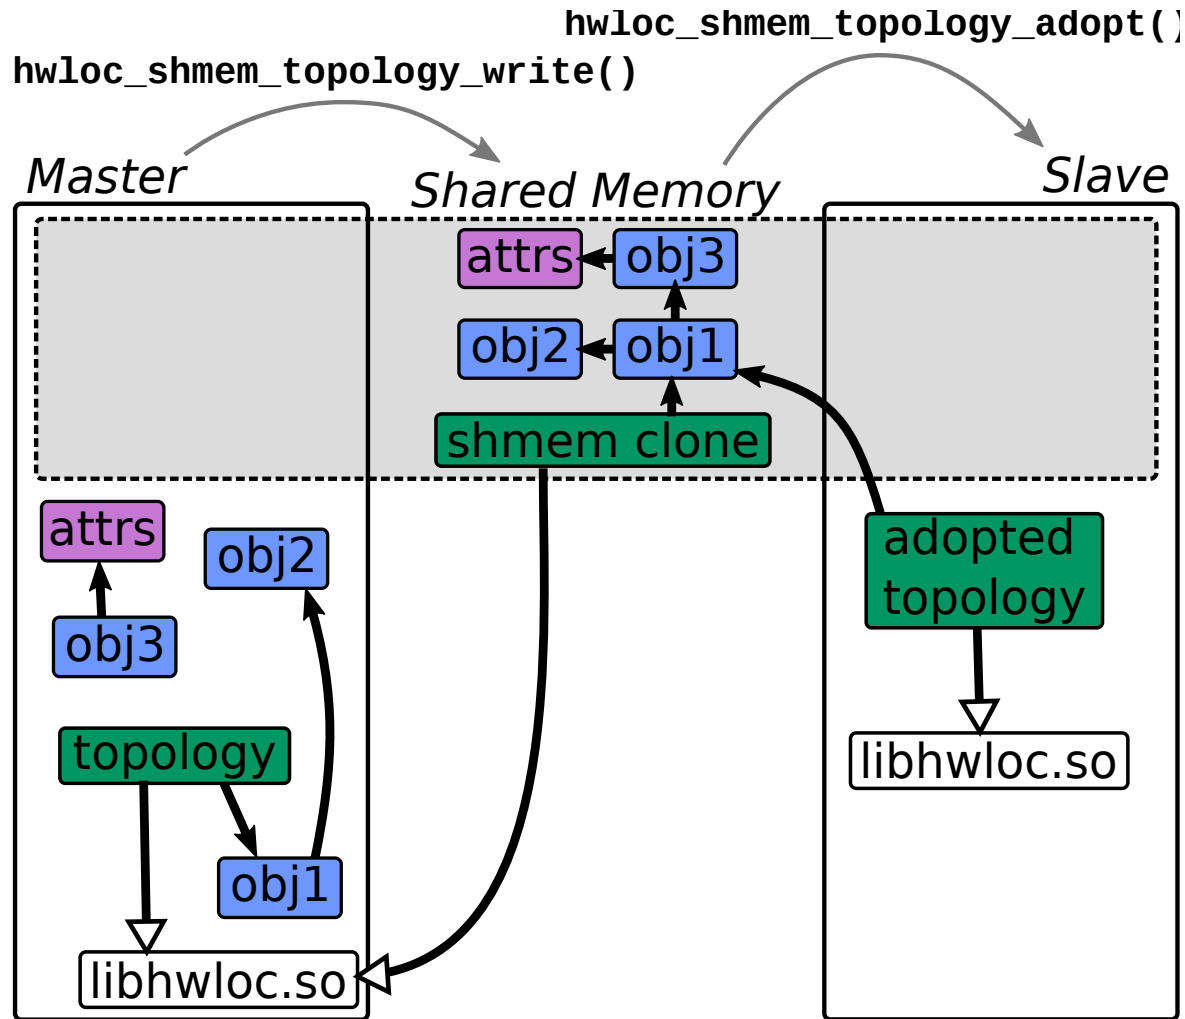 hwloc_shmem_topology_adopt()
hwloc_shmem_topology_write()
Master
Shared Memory
Slave
attrs
obj3
obj2
obj1
shmem clone
attrs
obj2
obj3
topology
obj1
libhwloc.so
adopted
topology
libhwloc.so